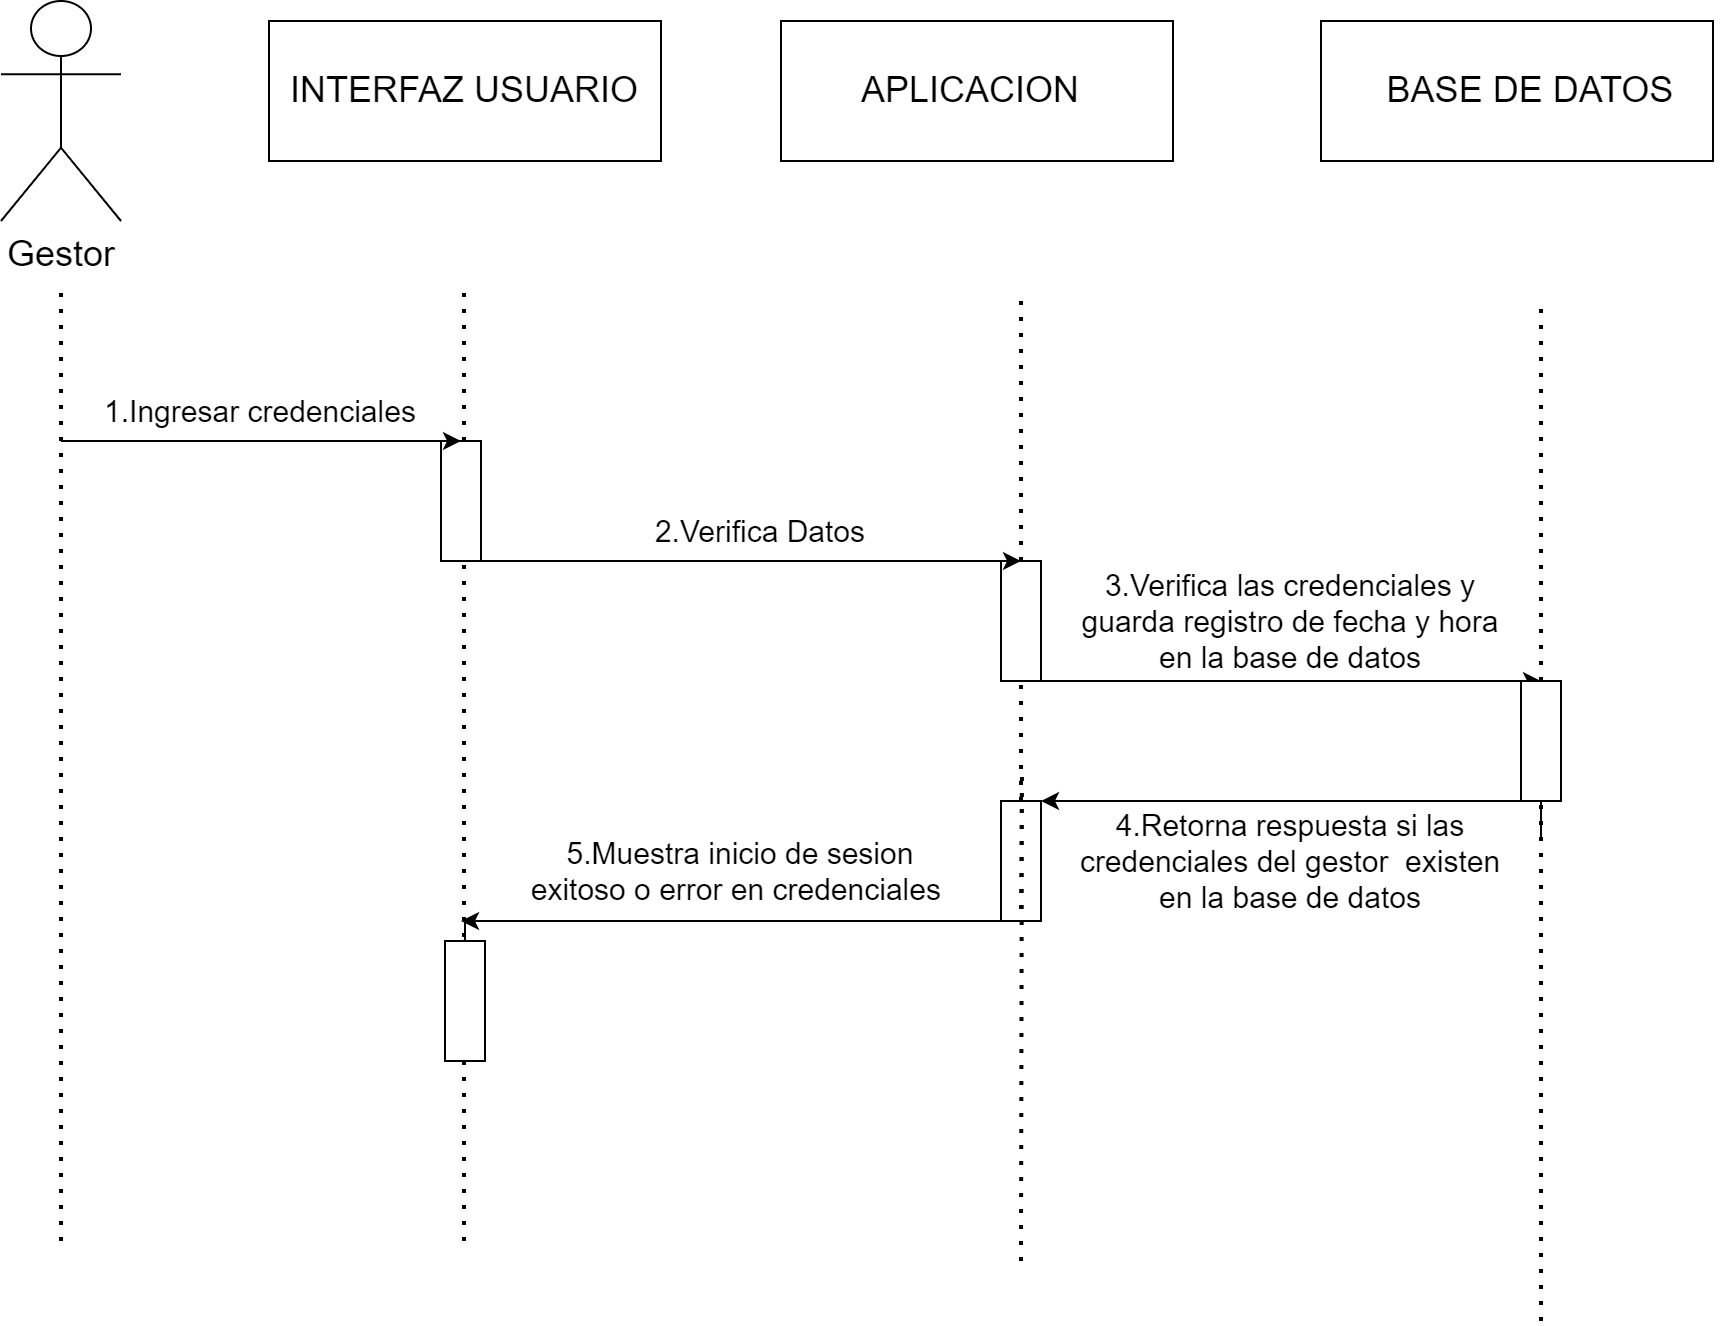 INTERFAZ USUARIO
APLICACION
BASE DE DATOS
Gestor
1.Ingresar credenciales
2.Verifica Datos
3.Verifica las credenciales y
guarda registro de fecha y hora
en la base de datos
4.Retorna respuesta si las
credenciales del gestor  existen
en la base de datos
5.Muestra inicio de sesion
exitoso o error en credenciales